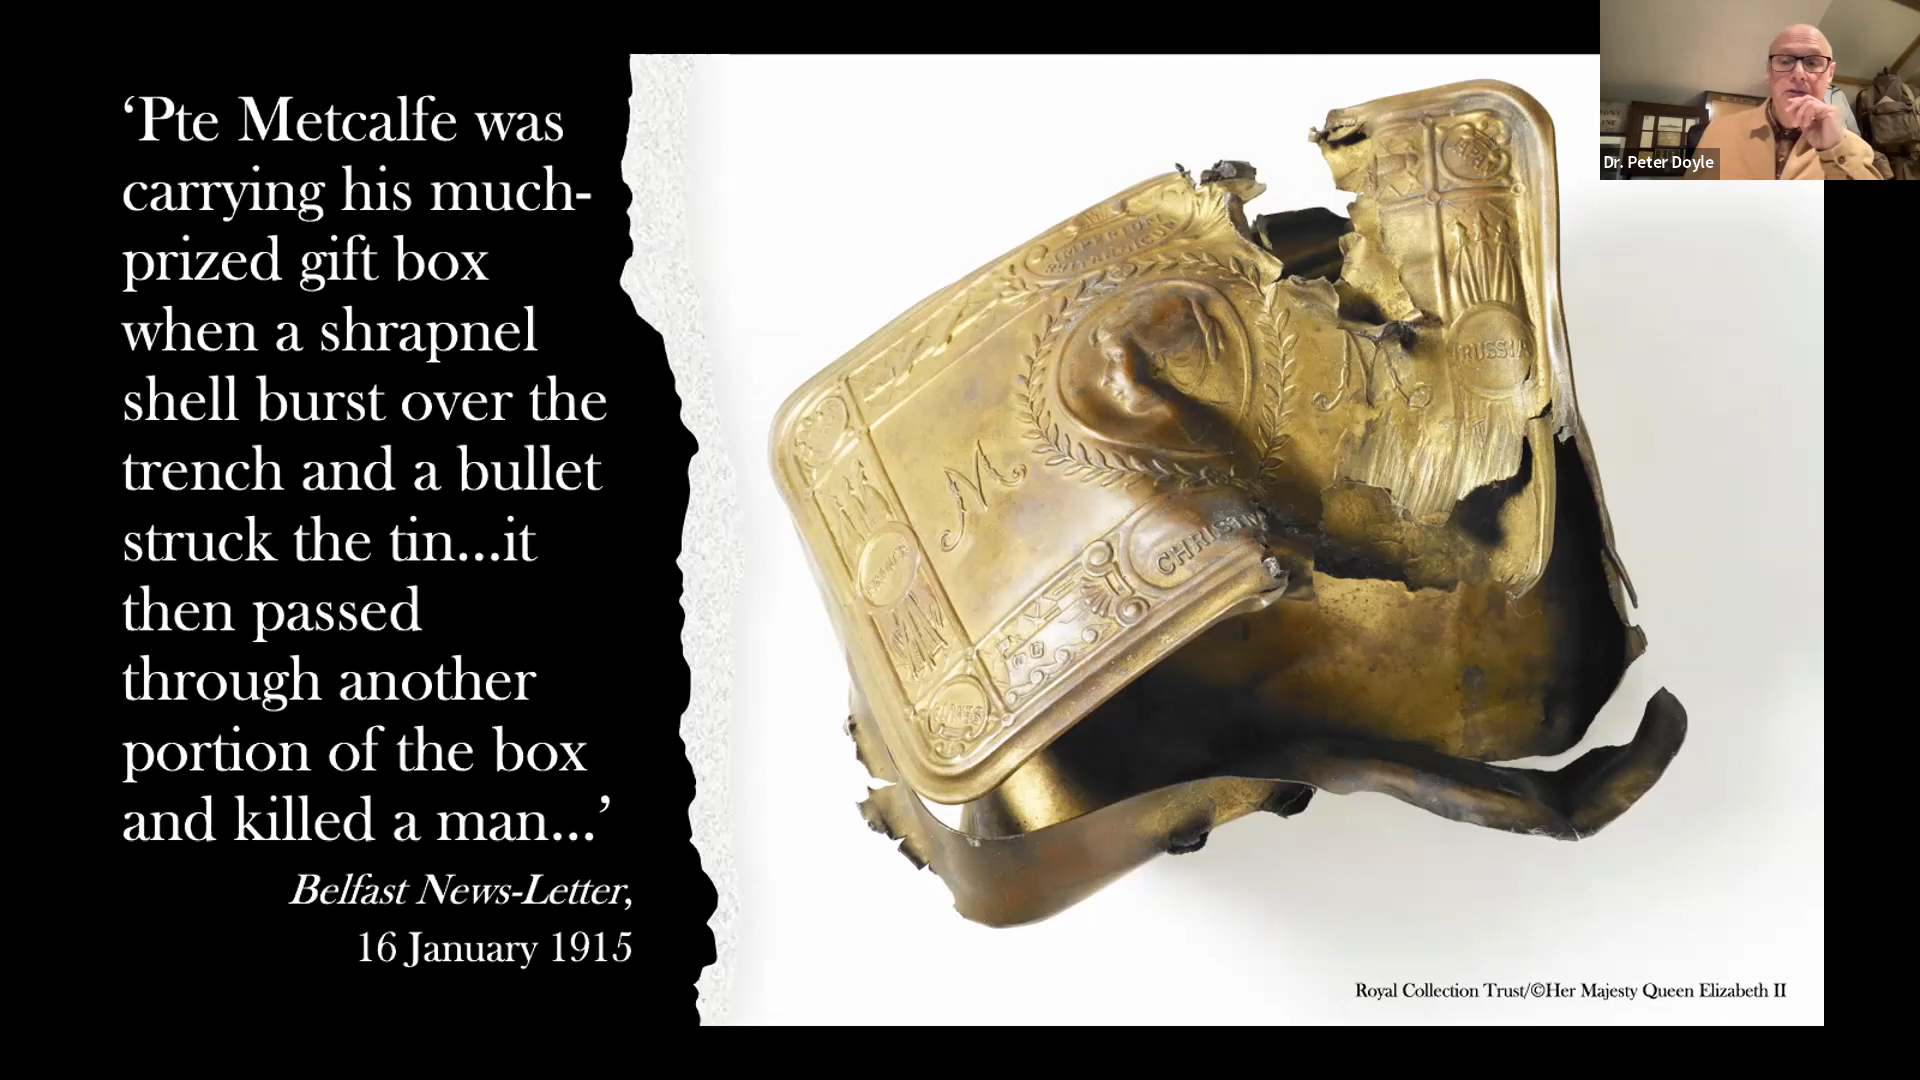 ‘Pte Metcalfe was
carrying his much-
prized gift box
when a shrapnel
shell burst over the
trench and a bullet
struck the tin...it
then passed
through another
portion of the box
and killed a man...’
Belfast News-Letter,
16 January 1915
IMPERIUM
BRITANNICUM
M
M
RUSSIA
CHRISTM
Royal Collection Trust/©Her Majesty Queen Elizabeth II
Dr. Peter Doyle